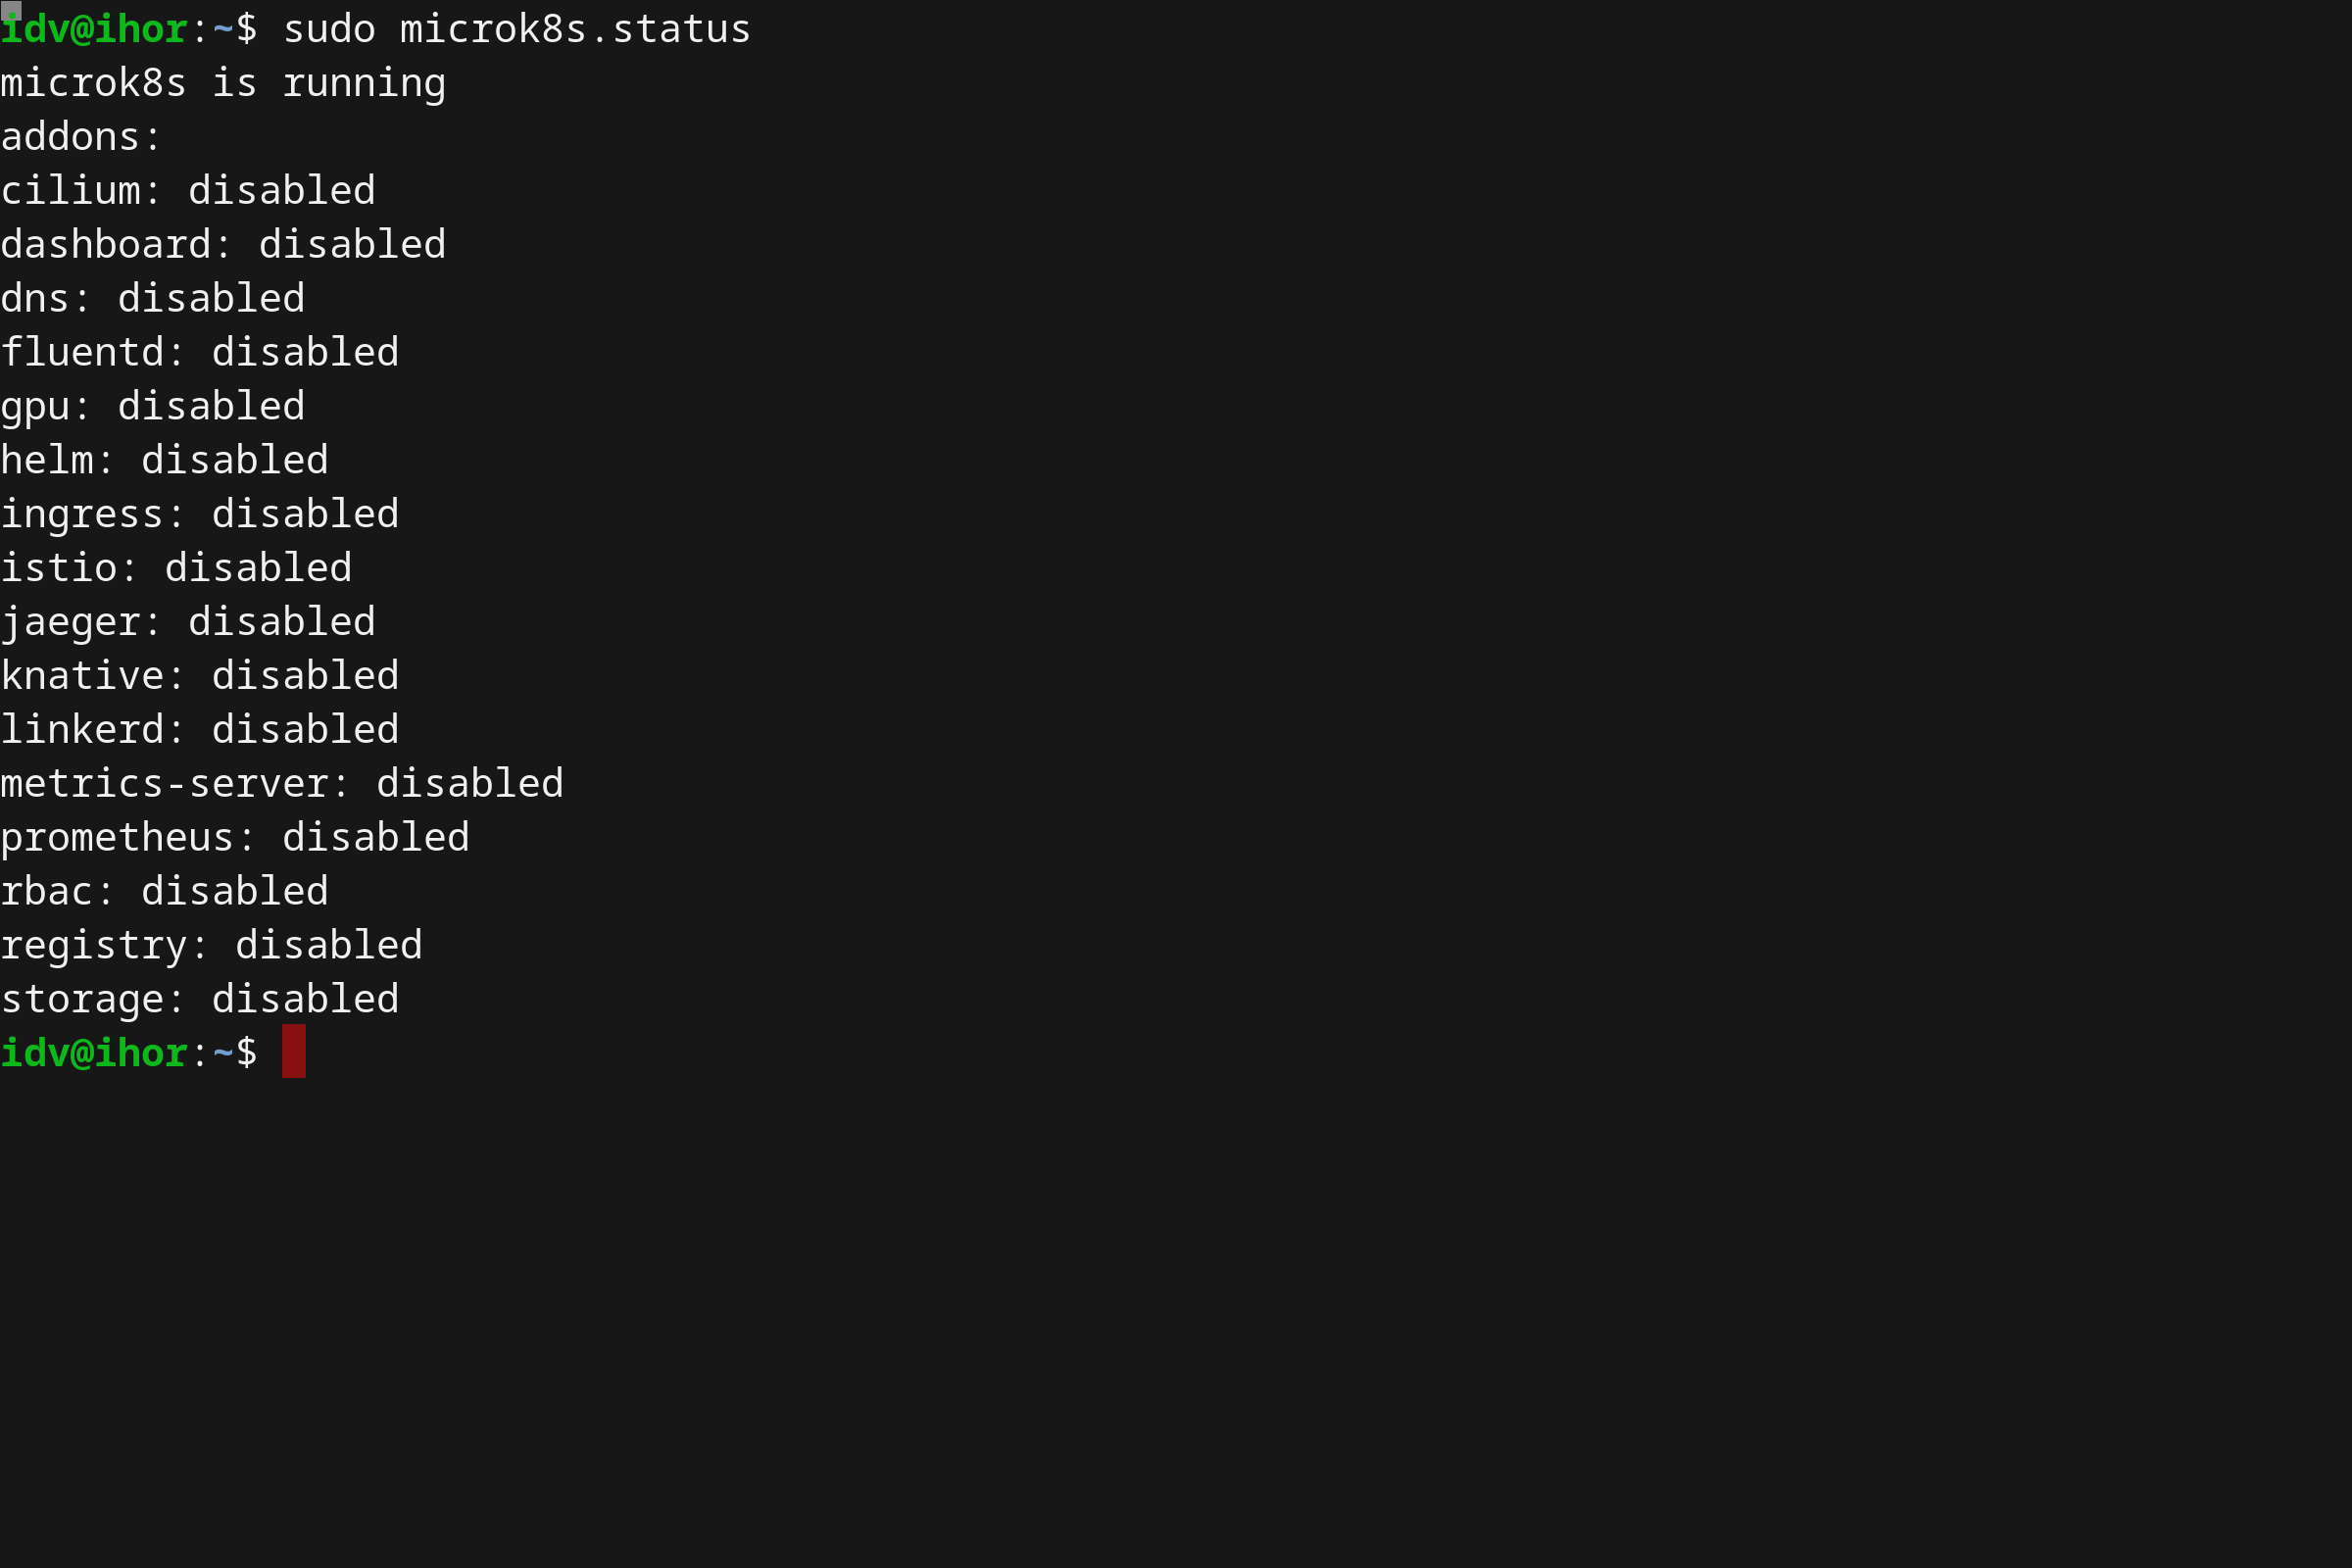 idv@ihor:~$ sudo microk8s.status
microk8s is running
addons:
cilium: disabled
dashboard: disabled
dns: disabled
fluentd: disabled
gpu: disabled
helm: disabled
ingress: disabled
istio: disabled
jaeger: disabled
knative: disabled
linkerd: disabled
metrics-server: disabled
prometheus: disabled
rbac: disabled
registry: disabled
storage: disabled
idv@ihor:~$